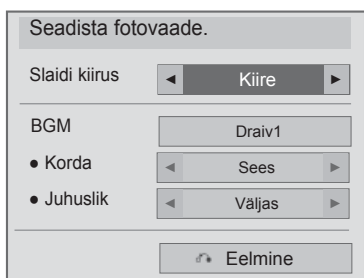 Seadista fotovaade.
Slaidi kiirus ◄ Kiire ►
BGM Draiv1
● Korda ◄ Sees ►
● Juhuslik ◄ Väljas ►
Eelmine